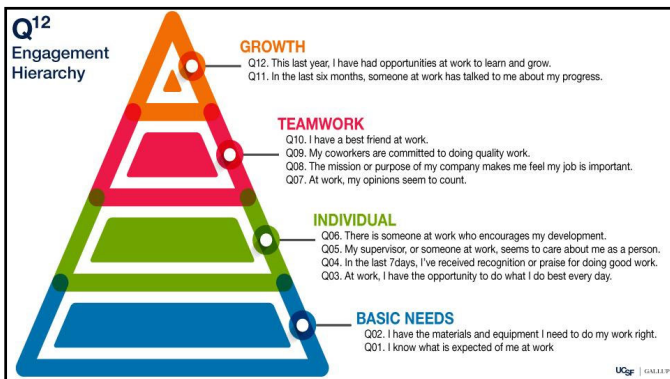 Q12
Engagement
Hierarchy
GROWTH
Q12. This last year, I have had opportunities at work to learn and grow.
Q11. In the last six months, someone at work has talked to me about my progress.
TEAMWORK
Q10. I have a best friend at work.
Q09. My coworkers are committed to doing quality work.
Q08. The mission or purpose of my company makes me feel my job is important.
Q07. At work, my opinions seem to count.
INDIVIDUAL
Q06. There is someone at work who encourages my development.
Q05. My supervisor, or someone at work, seems to care about me as a person.
Q04. In the last 7days, I've received recognition or praise for doing good work.
Q03. At work, I have the opportunity to do what I do best every day.
BASIC NEEDS
Q02. I have the materials and equipment I need to do my work right.
Q01. I know what is expected of me at work
UCSF | GALLUP